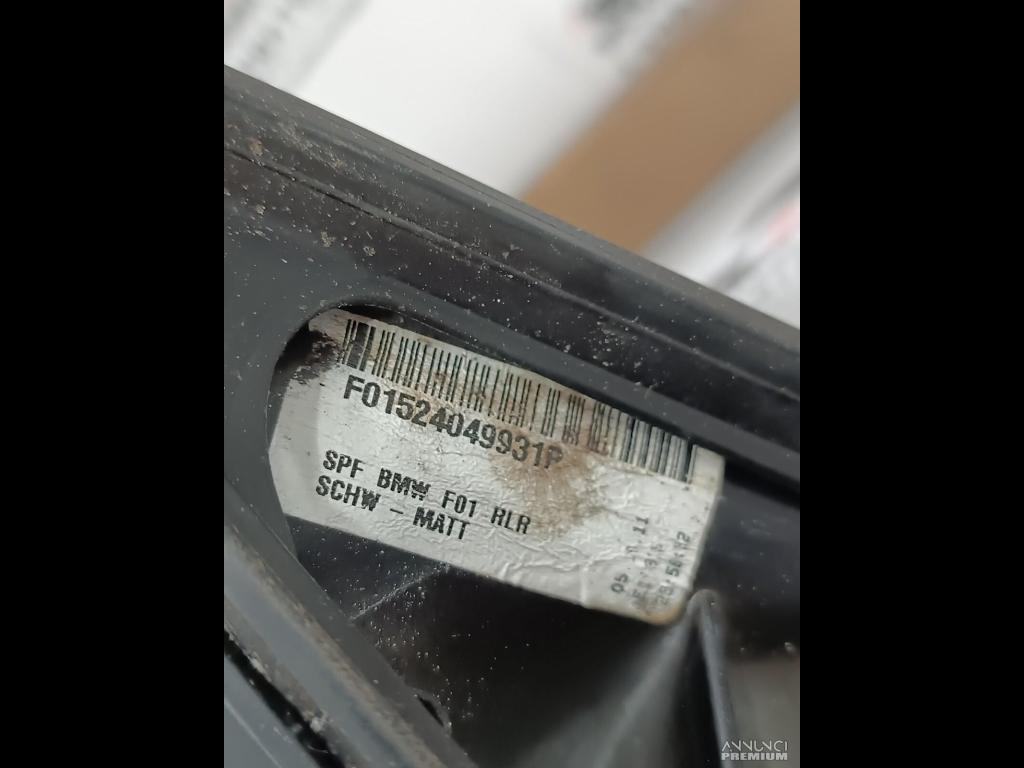 F01524049931P
SPF BMW F01 RLR
SCHW - MATT
ANNUNCI
PREMIUM